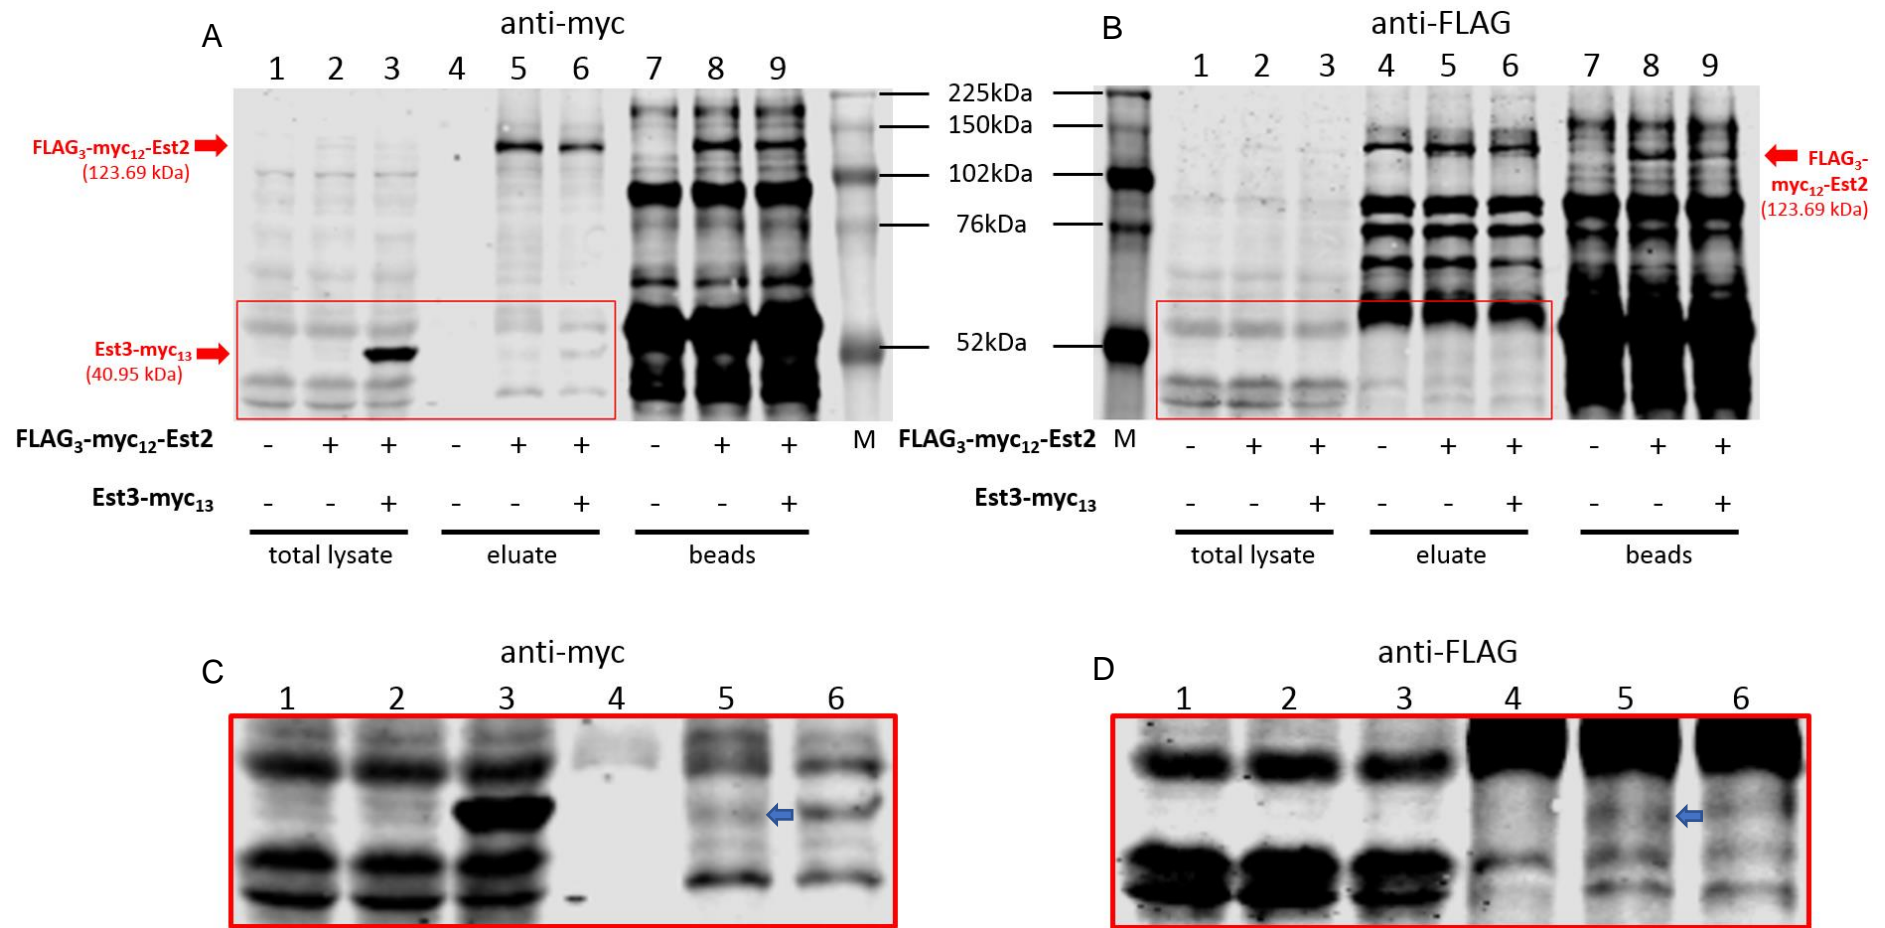 A
anti-myc
1 2 3 4 5 6 7 8 9
FLAG₃-myc₁₂-Est2
(123.69 kDa)
Est3-myc₁₃
(40.95 kDa)
225kDa
150kDa
102kDa
76kDa
52kDa
B
anti-FLAG
1 2 3 4 5 6 7 8 9
FLAG₃-
myc₁₂-Est2
(123.69 kDa)
FLAG₃-myc₁₂-Est2 - + + - + + - + + M
Est3-myc₁₃ - - + - - + - - +
total lysate eluate beads
FLAG₃-myc₁₂-Est2 M - + + - + + - + +
Est3-myc₁₃ - - + - - + - - +
total lysate eluate beads
C
anti-myc
1 2 3 4 5 6
D
anti-FLAG
1 2 3 4 5 6